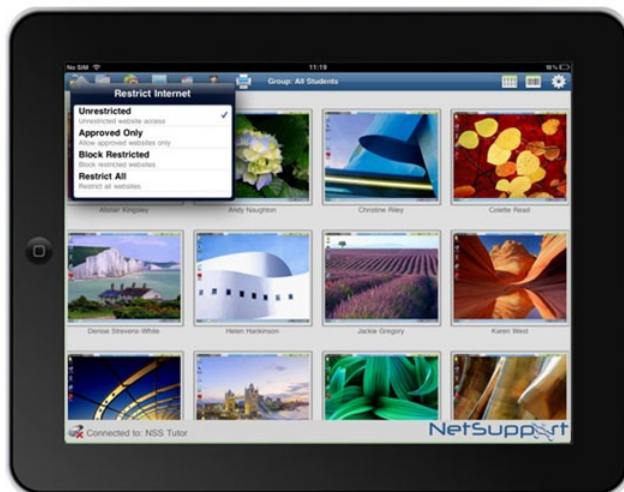 No SIM
11:19
Group: All Students
Restrict Internet
Unrestricted
Unrestricted website access
Approved Only
Allow approved websites only
Block Restricted
Block restricted websites
Restrict All
Restrict all websites
Alistair Kingsley
Andy Naughton
Christine Riley
Colette Read
Denise Strevens-White
Helen Hankinson
Jackie Gregory
Karen West
Connected to: NSS Tutor
NetSupport